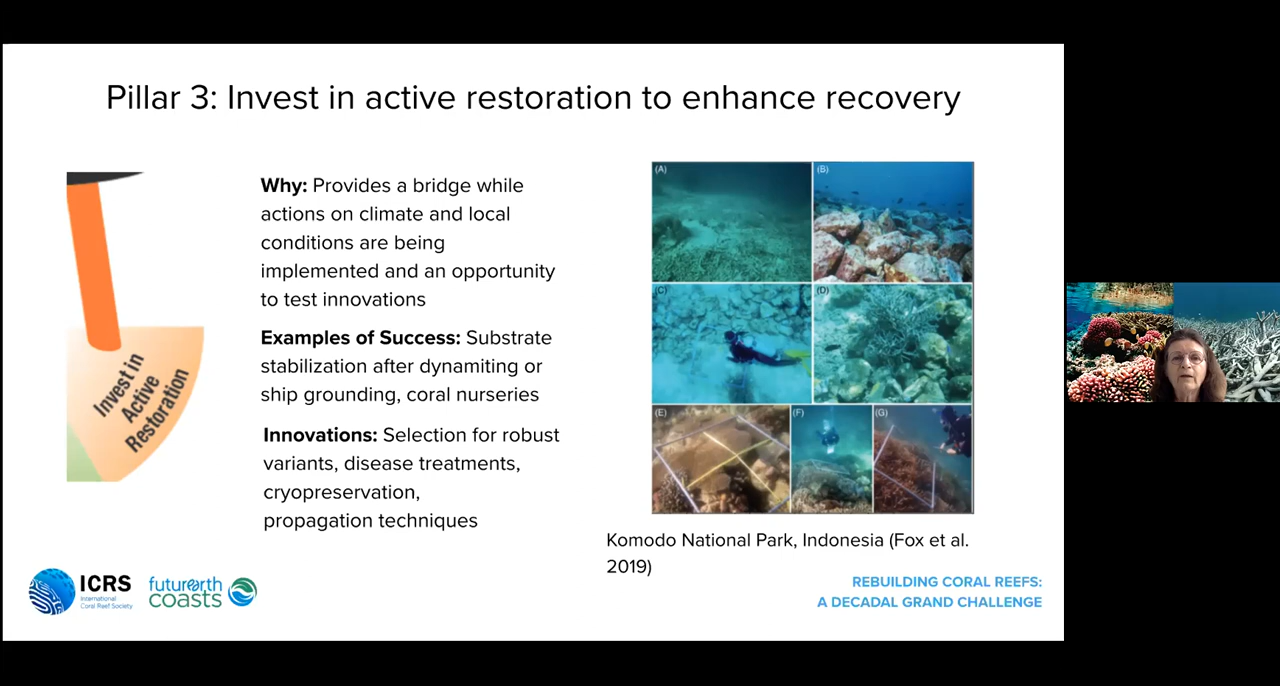 Pillar 3: Invest in active restoration to enhance recovery
Invest in
Active
Restoration
Why: Provides a bridge while
actions on climate and local
conditions are being
implemented and an opportunity
to test innovations
Examples of Success: Substrate
stabilization after dynamiting or
ship grounding, coral nurseries
Innovations: Selection for robust
variants, disease treatments,
cryopreservation,
propagation techniques
(A)
(B)
(C)
(D)
(E)
(F)
(G)
Komodo National Park, Indonesia (Fox et al.
2019)
ICRS
International
Coral Reef Society
futurearth
coasts
REBUILDING CORAL REEFS:
A DECADAL GRAND CHALLENGE